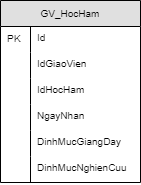 GV_HocHam
PK Id
IdGiaoVien
IdHocHam
NgayNhan
DinhMucGiangDay
DinhMucNghienCuu